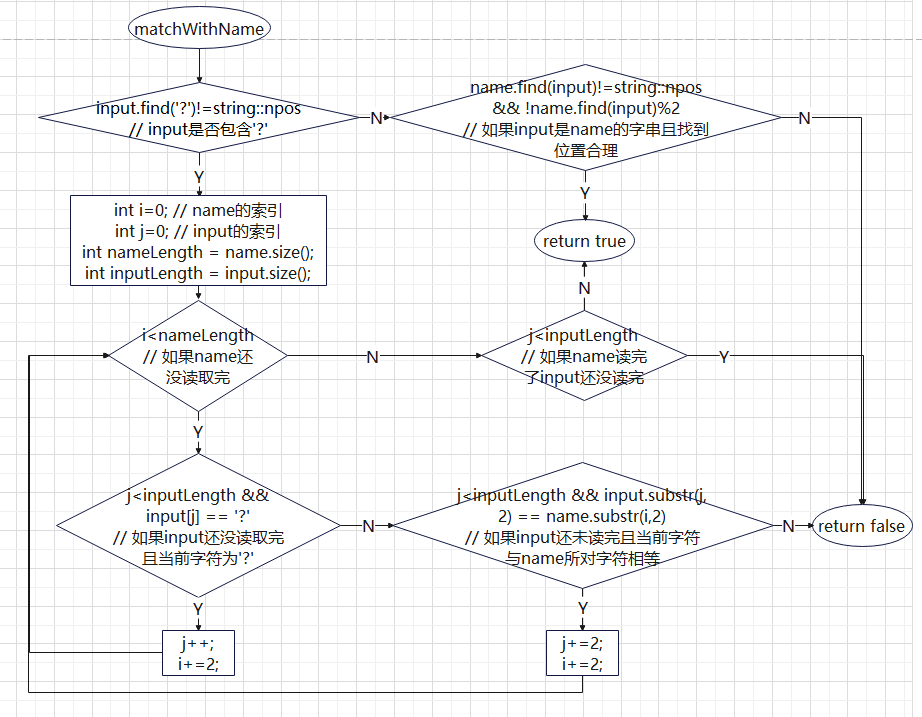 matchWithName
input.find('?')!=string::npos
// input是否包含'?'
N
name.find(input)!=string::npos
&& !name.find(input)%2
// 如果input是name的字串且找到
位置合理
N
Y
Y
int i=0; // name的索引
int j=0; // input的索引
int nameLength = name.size();
int inputLength = input.size();
return true
N
i<nameLength
// 如果name还
没读取完
N
j<inputLength
// 如果name读完
了input还没读完
Y
Y
j<inputLength &&
input[j] == '?'
// 如果input还没读取完
且当前字符为'?'
N
j<inputLength && input.substr(j,
2) == name.substr(i,2)
// 如果input还未读完且当前字符
与name所对字符相等
N
return false
Y
Y
j++;
i+=2;
j+=2;
i+=2;